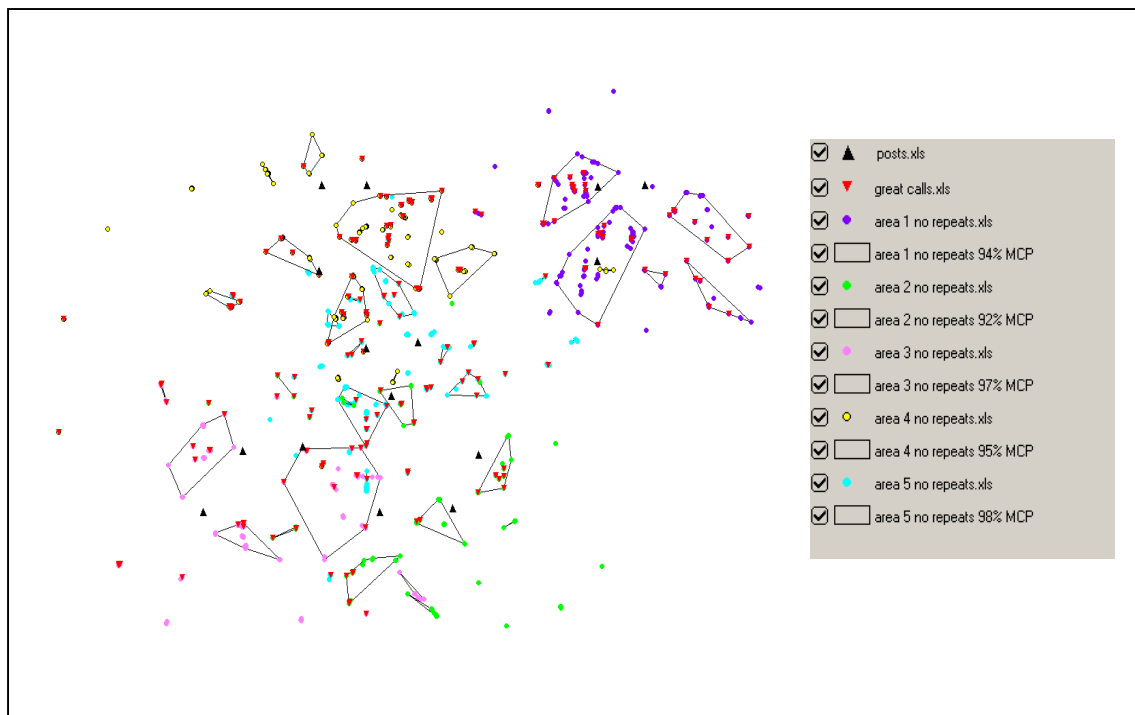 posts.xls
great calls.xls
area 1 no repeats.xls
area 1 no repeats 94% MCP
area 2 no repeats.xls
area 2 no repeats 92% MCP
area 3 no repeats.xls
area 3 no repeats 97% MCP
area 4 no repeats.xls
area 4 no repeats 95% MCP
area 5 no repeats.xls
area 5 no repeats 98% MCP